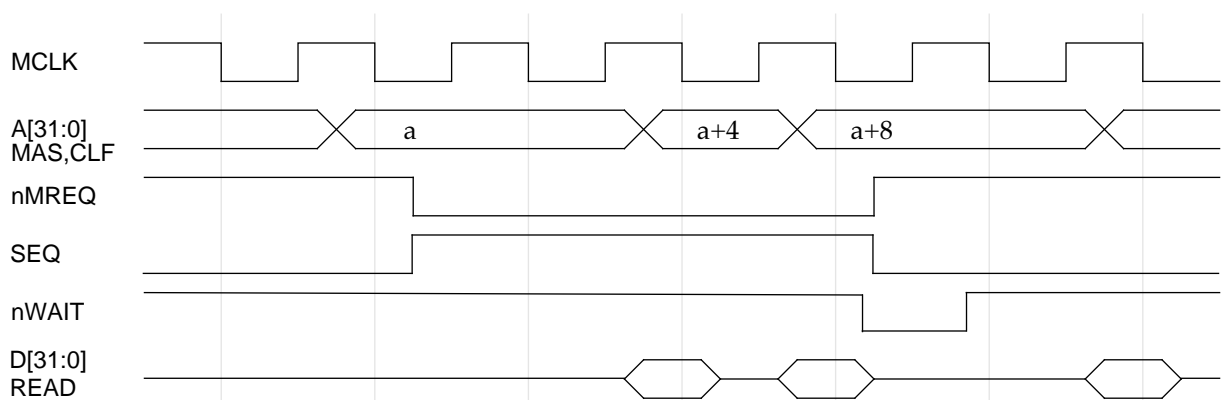 MCLK
A[31:0]
MAS,CLF
a
a+4
a+8
nMREQ
SEQ
nWAIT
D[31:0]
READ